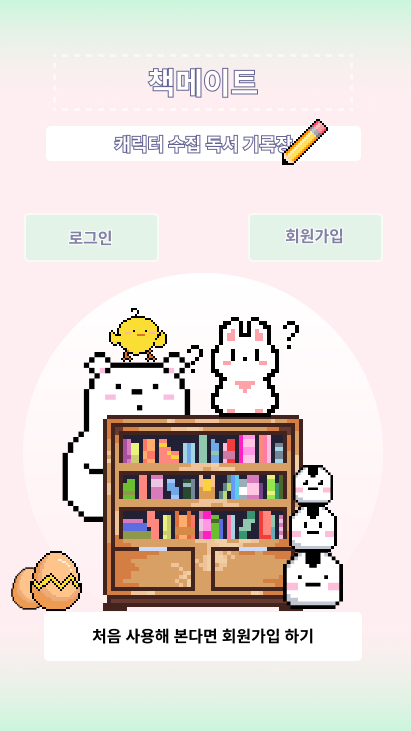 책메이트
캐릭터 수집 독서 기록장
로그인
회원가입
?
?
처음 사용해 본다면 회원가입 하기